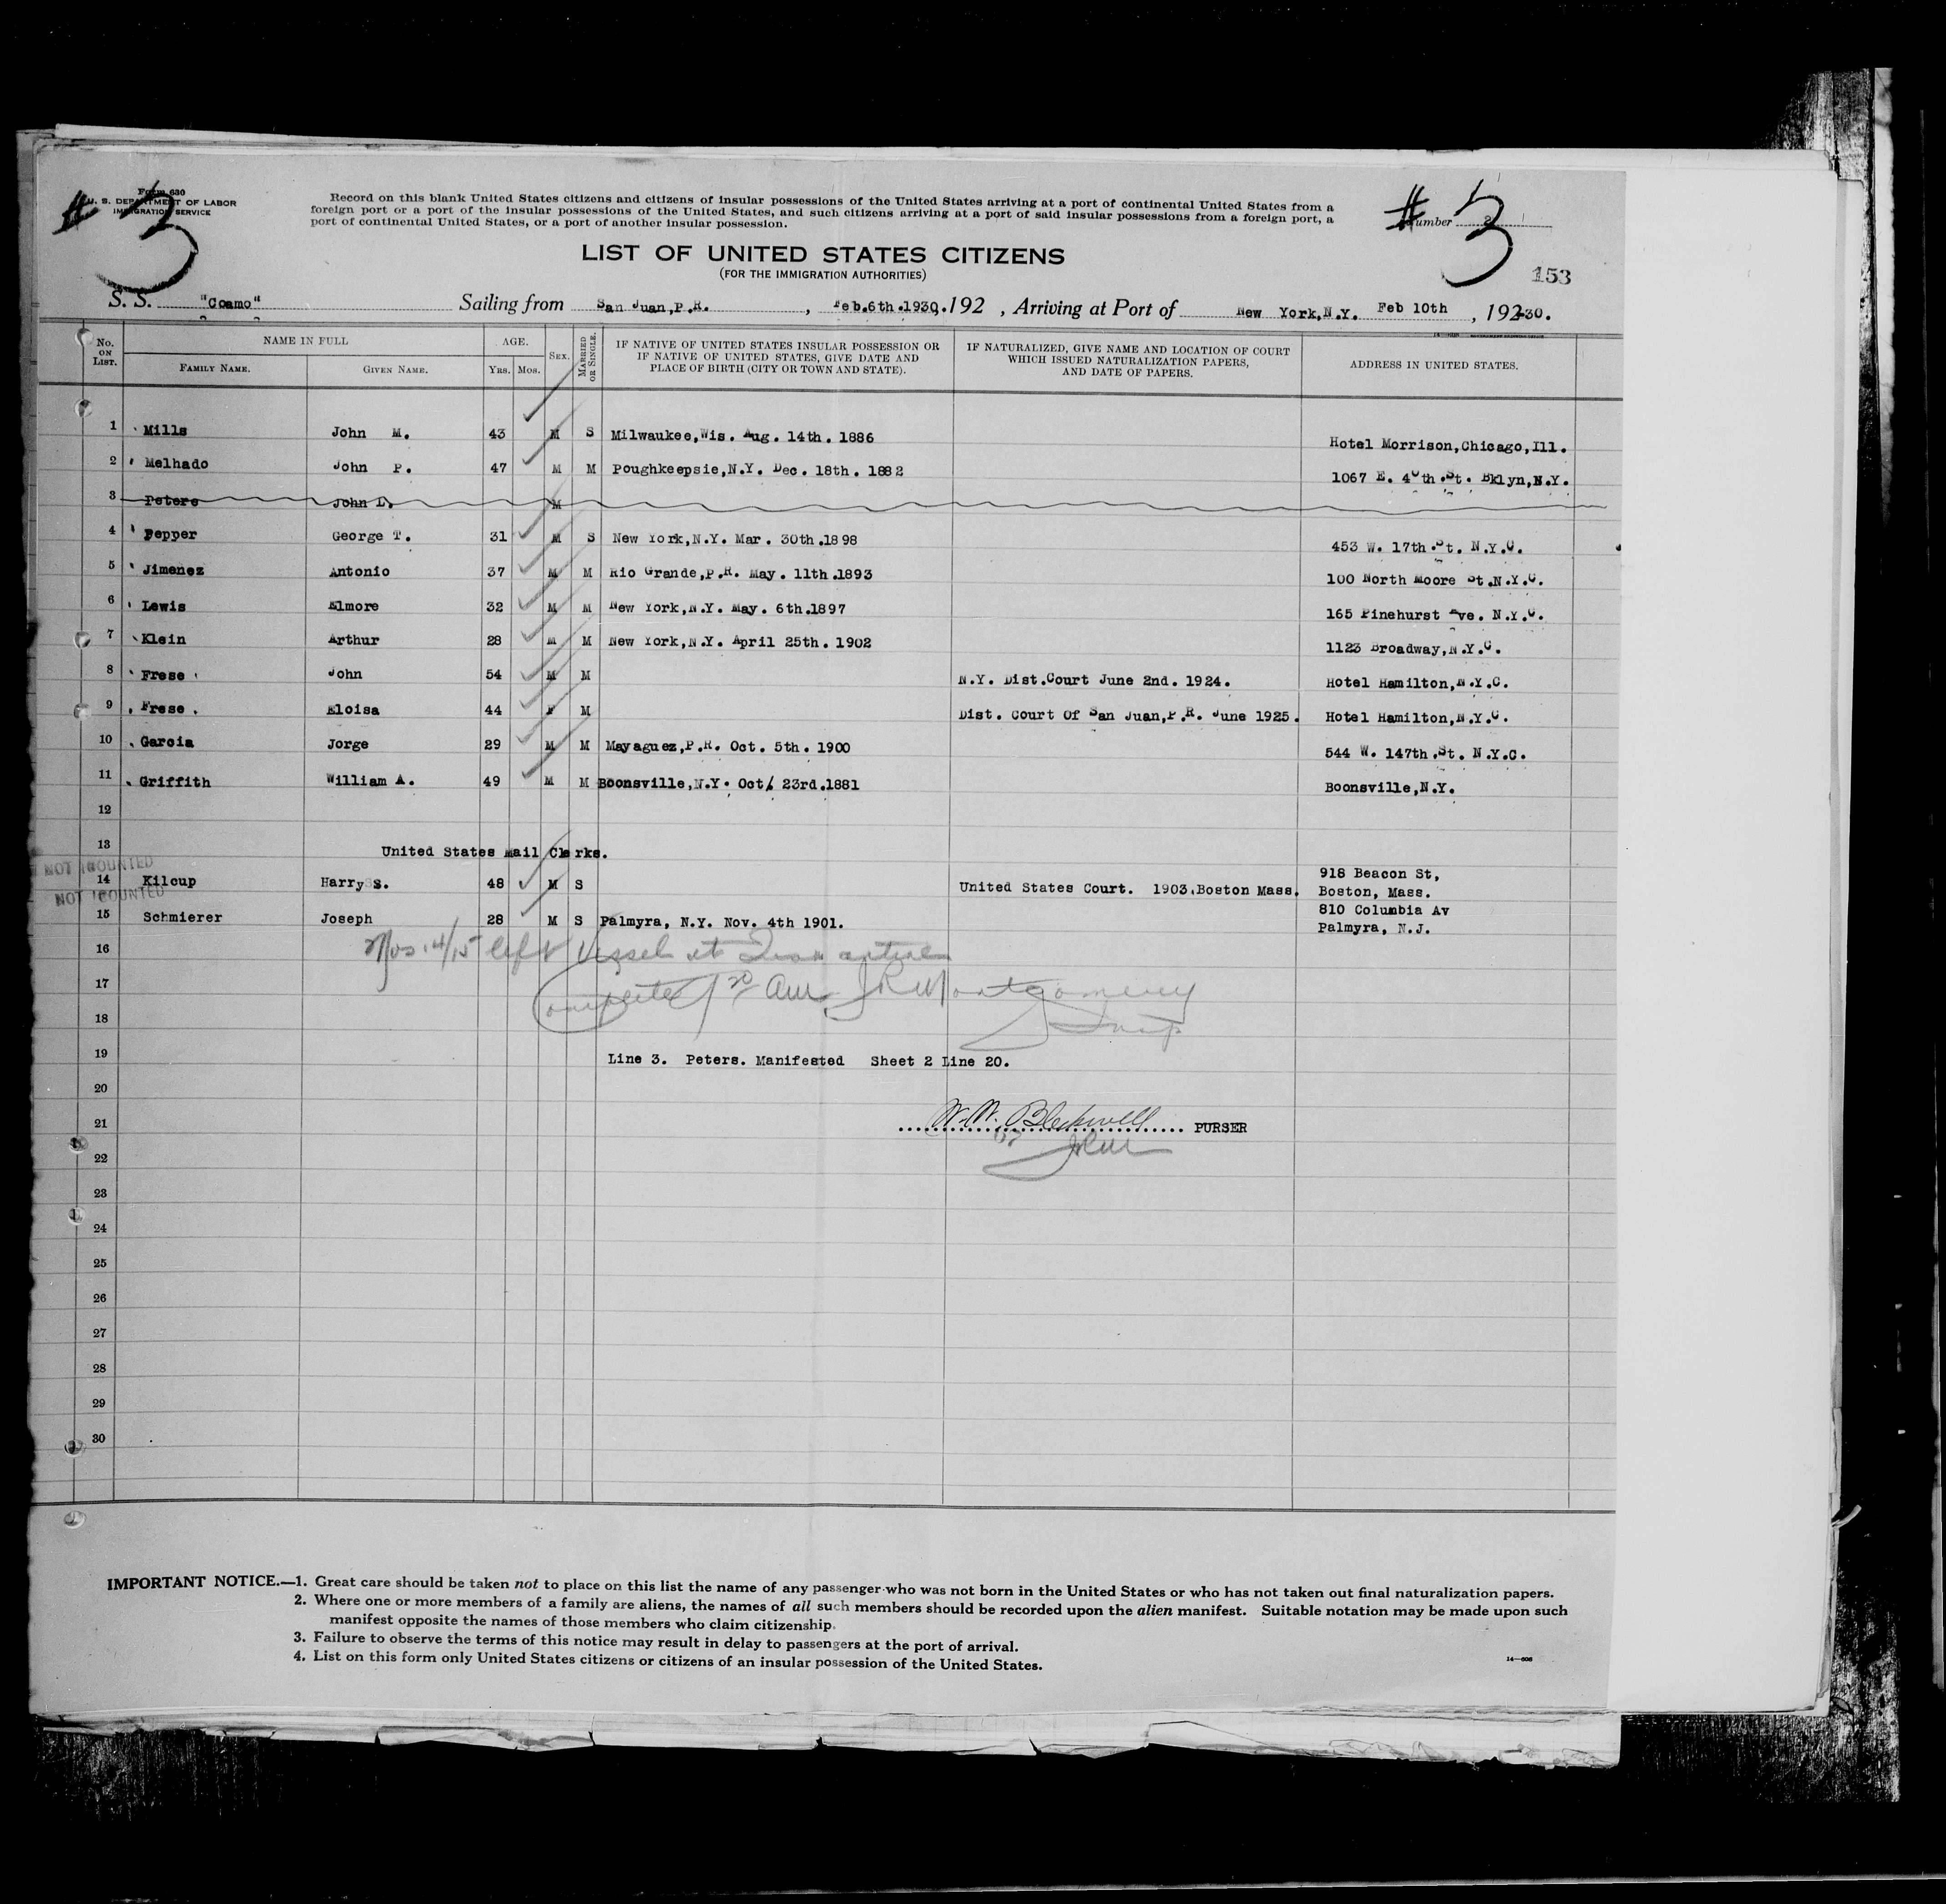 Form 630
U. S. DEPARTMENT OF LABOR
IMMIGRATION SERVICE
# 3
Record on this blank United States citizens and citizens of insular possessions of the United States arriving at a port of continental United States from a
foreign port or a port of the insular possessions of the United States, and such citizens arriving at a port of said insular possessions from a foreign port, a
port of continental United States, or a port of another insular possession.
Number 2
# 3
153
LIST OF UNITED STATES CITIZENS
(FOR THE IMMIGRATION AUTHORITIES)
S. S. "Coamo" Sailing from San Juan,P.R. , Feb.6th.1930. 192 , Arriving at Port of New York,N.Y. Feb 10th , 19230.
No. ON LIST. NAME IN FULL AGE. SEX. MARRIED OR SINGLE. IF NATIVE OF UNITED STATES INSULAR POSSESSION OR IF NATIVE OF UNITED STATES, GIVE DATE AND PLACE OF BIRTH (CITY OR TOWN AND STATE). IF NATURALIZED, GIVE NAME AND LOCATION OF COURT WHICH ISSUED NATURALIZATION PAPERS, AND DATE OF PAPERS. ADDRESS IN UNITED STATES.
FAMILY NAME. GIVEN NAME. YRS. MOS.
1 Mills John M. 43 M S Milwaukee,Wis. Aug. 14th. 1886 Hotel Morrison,Chicago,Ill.
2 Melhado John P. 47 M M Poughkeepsie,N.Y. Dec. 18th. 1882 1067 E. 40th.St. Bklyn,N.Y.
3 Peters John L. M
4 Pepper George T. 31 M S New York,N.Y. Mar. 30th.1898 453 W. 17th.St. N.Y.C.
5 Jimenez Antonio 37 M M Rio Grande,P.R. May. 11th.1893 100 North Moore St.N.Y.C.
6 Lewis Elmore 32 M M New York,N.Y. May. 6th.1897 165 Pinehurst Ave. N.Y.C.
7 Klein Arthur 28 M M New York,N.Y. April 25th. 1902 1123 Broadway,N.Y.C.
8 Frese John 54 M M N.Y. Dist.Court June 2nd. 1924. Hotel Hamilton,N.Y.C.
9 Frese Eloisa 44 F M Dist. Court Of San Juan,P.R. June 1925. Hotel Hamilton,N.Y.C.
10 Garcia Jorge 29 M M Mayaguez,P.R. Oct. 5th. 1900 544 W. 147th.St. N.Y.C.
11 Griffith William A. 49 M M Boonsville,N.Y. Oct/ 23rd.1881 Boonsville,N.Y.
12
13 United States Mail Clerks.
NOT COUNTED
14 Kilcup Harry S. 48 M S United States Court. 1903.Boston Mass. 918 Beacon St, Boston, Mass.
NOT COUNTED
15 Schmierer Joseph 28 M S Palmyra, N.Y. Nov. 4th 1901. 810 Columbia Av Palmyra, N.J.
16 Nos 14/15 left Vessel at Quarantine
17 Completed JR Montgomery
18 Insp
19 Line 3. Peters. Manifested Sheet 2 Line 20.
20
21 W.W. Blackwell PURSER
22 JRM
23
24
25
26
27
28
29
30
IMPORTANT NOTICE.—1. Great care should be taken not to place on this list the name of any passenger who was not born in the United States or who has not taken out final naturalization papers.
2. Where one or more members of a family are aliens, the names of all such members should be recorded upon the alien manifest. Suitable notation may be made upon such
manifest opposite the names of those members who claim citizenship.
3. Failure to observe the terms of this notice may result in delay to passengers at the port of arrival.
4. List on this form only United States citizens or citizens of an insular possession of the United States.
14—608